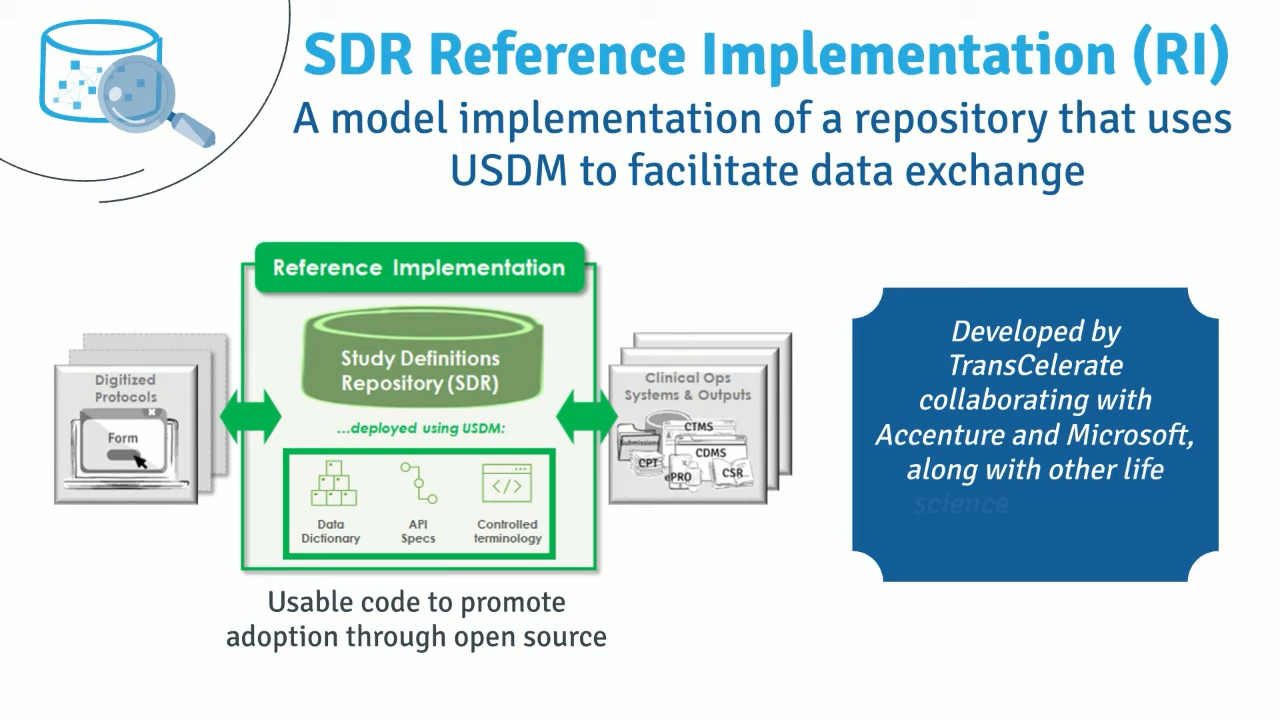 SDR Reference Implementation (RI)
A model implementation of a repository that uses
USDM to facilitate data exchange
Reference Implementation
Study Definitions
Repository (SDR)
...deployed using USDM:
Data
Dictionary
API
Specs
Controlled
terminology
Digitized
Protocols
Form
Clinical Ops
Systems & Outputs
CTMS
Submissions
CDMS
CPT
ePRO
CSR
Usable code to promote
adoption through open source
Developed by
TransCelerate
collaborating with
Accenture and Microsoft,
along with other life
science